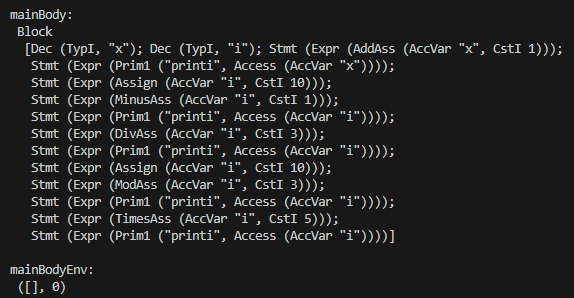 mainBody:
Block
[Dec (TypI, "x"); Dec (TypI, "i"); Stmt (Expr (AddAss (AccVar "x", CstI 1)));
Stmt (Expr (Prim1 ("printi", Access (AccVar "x"))));
Stmt (Expr (Assign (AccVar "i", CstI 10)));
Stmt (Expr (MinusAss (AccVar "i", CstI 1)));
Stmt (Expr (Prim1 ("printi", Access (AccVar "i"))));
Stmt (Expr (DivAss (AccVar "i", CstI 3)));
Stmt (Expr (Prim1 ("printi", Access (AccVar "i"))));
Stmt (Expr (Assign (AccVar "i", CstI 10)));
Stmt (Expr (ModAss (AccVar "i", CstI 3)));
Stmt (Expr (Prim1 ("printi", Access (AccVar "i"))));
Stmt (Expr (TimesAss (AccVar "i", CstI 5)));
Stmt (Expr (Prim1 ("printi", Access (AccVar "i"))))]
mainBodyEnv:
([], 0)